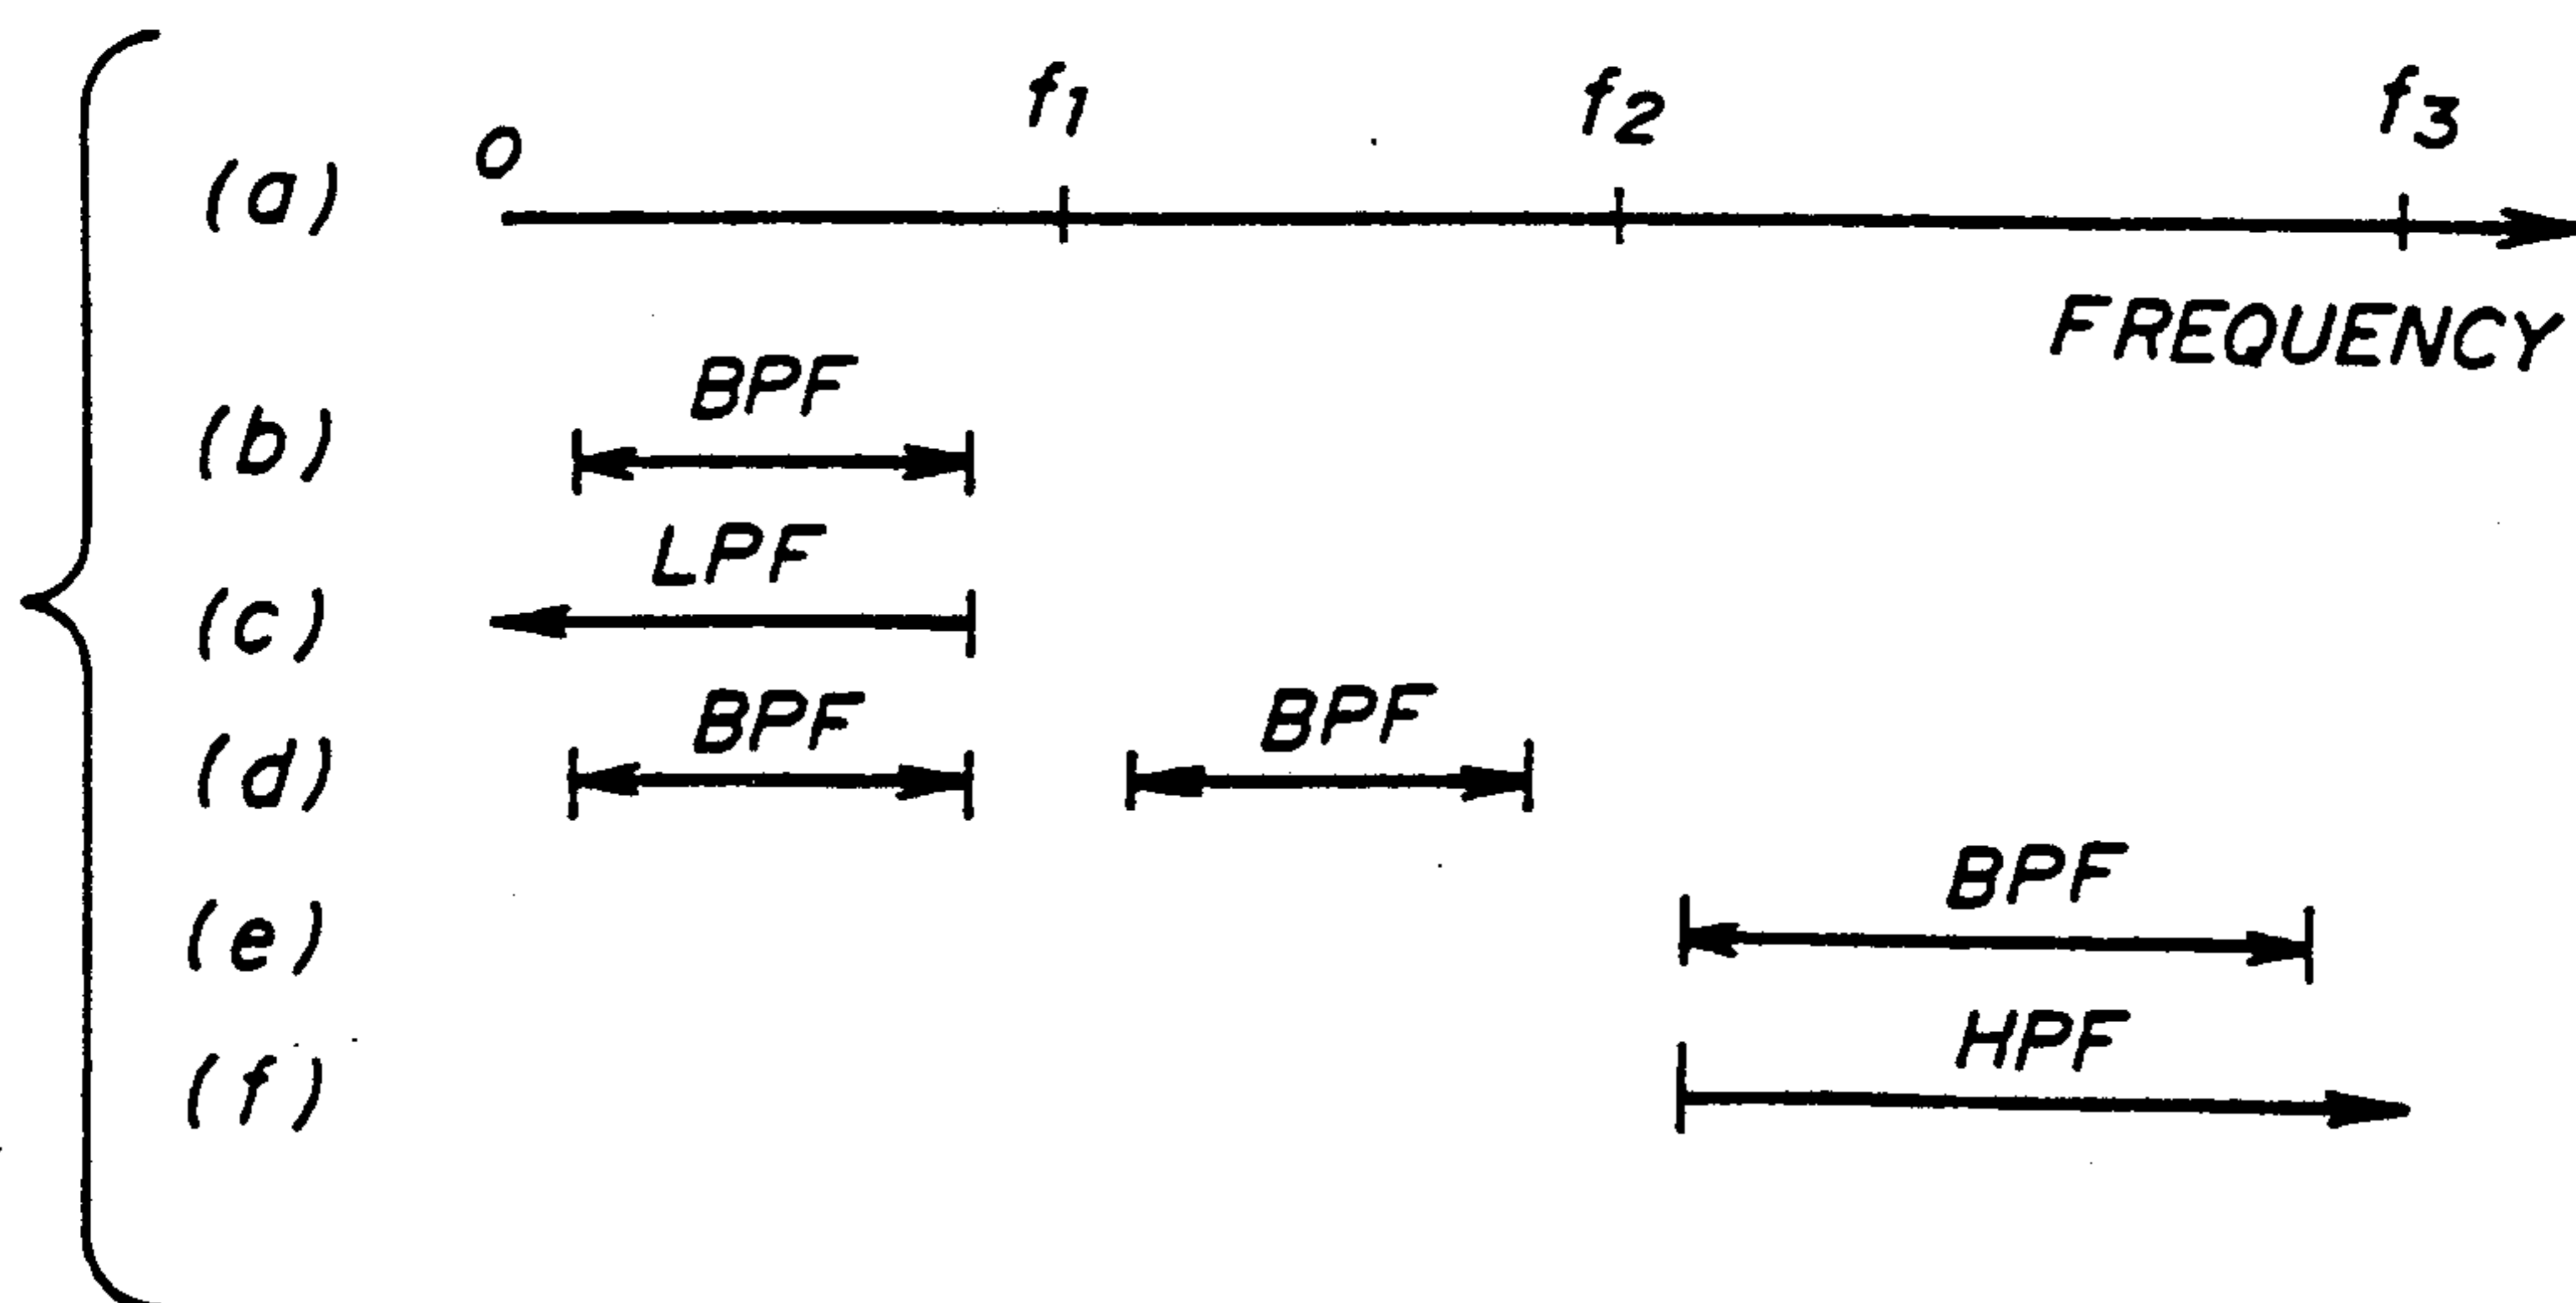 (a) 0 f1 f2 f3
FREQUENCY
(b) BPF
(c) LPF
(d) BPF BPF
(e) BPF
(f) HPF